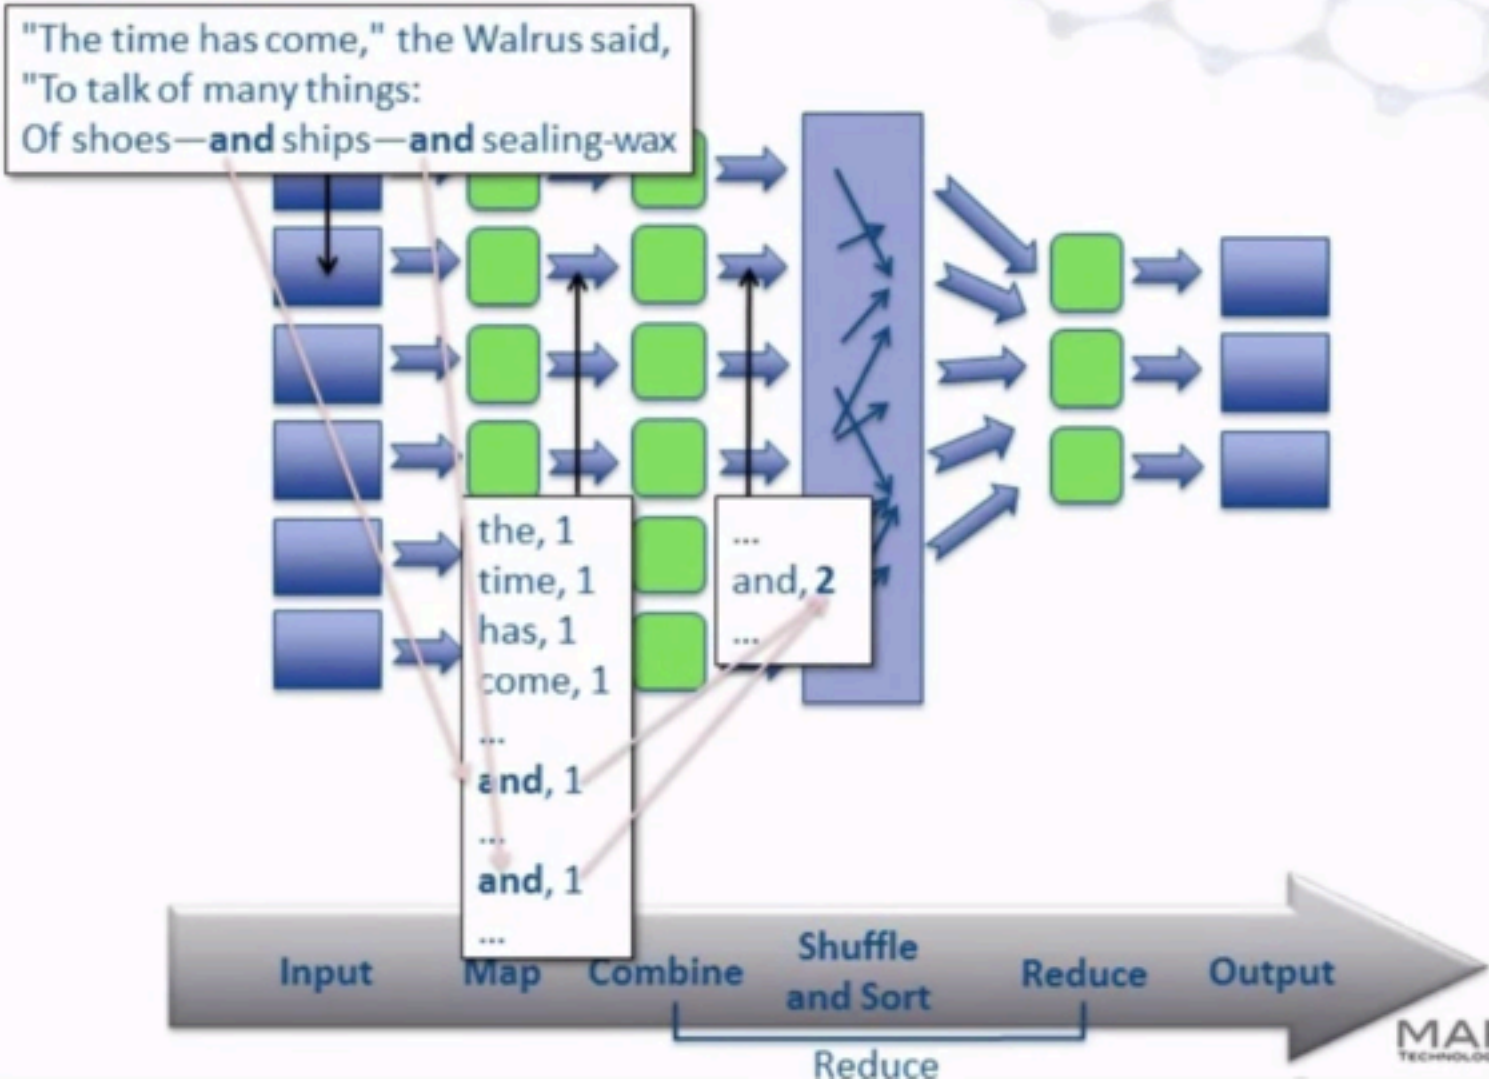 "The time has come," the Walrus said,
"To talk of many things:
Of shoes—and ships—and sealing-wax
the, 1
time, 1
has, 1
come, 1
...
and, 1
...
and, 1
...
...
and, 2
...
Input
Map
Combine
Shuffle
and Sort
Reduce
Output
Reduce